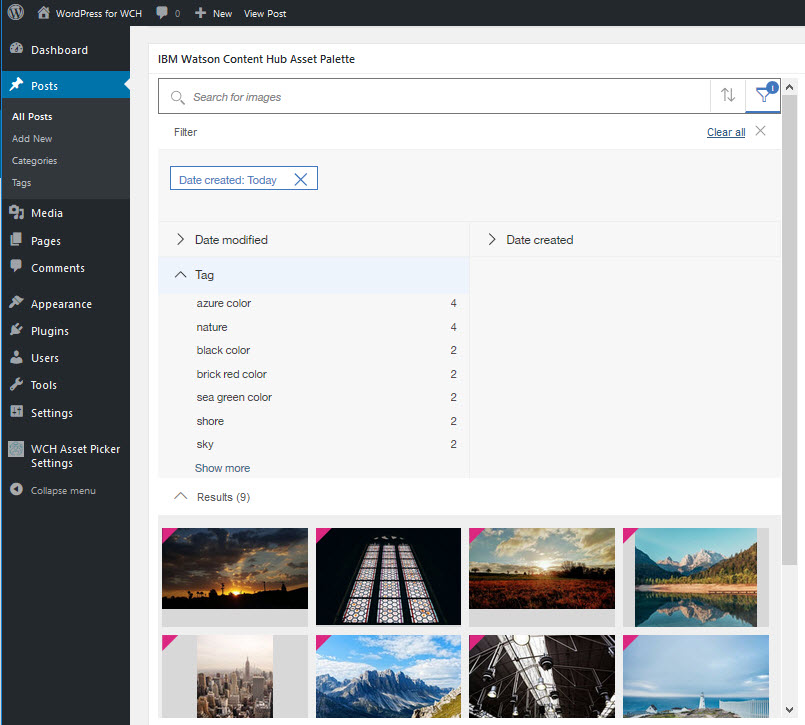 WordPress for WCH 0 New View Post
Dashboard
Posts
All Posts
Add New
Categories
Tags
Media
Pages
Comments
Appearance
Plugins
Users
Tools
Settings
WCH Asset Picker
Settings
Collapse menu
IBM Watson Content Hub Asset Palette
Search for images
1
Filter
Clear all
Date created: Today
Date modified
Date created
Tag
azure color 4
nature 4
black color 2
brick red color 2
sea green color 2
shore 2
sky 2
Show more
Results (9)